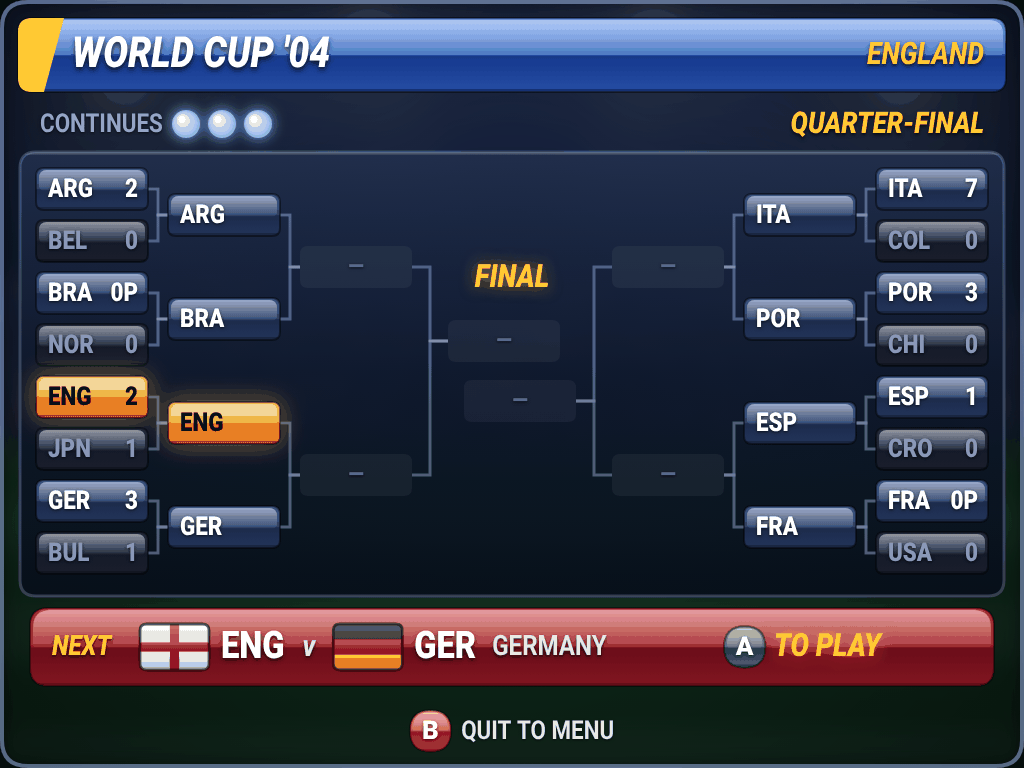 WORLD CUP '04
ENGLAND
CONTINUES
QUARTER-FINAL
ARG 2
BEL 0
BRA 0P
NOR 0
ENG 2
JPN 1
GER 3
BUL 1
ARG
BRA
ENG
GER
–
–
FINAL
–
–
–
–
ITA
POR
ESP
FRA
ITA 7
COL 0
POR 3
CHI 0
ESP 1
CRO 0
FRA 0P
USA 0
NEXT ENG v GER GERMANY A TO PLAY
B QUIT TO MENU